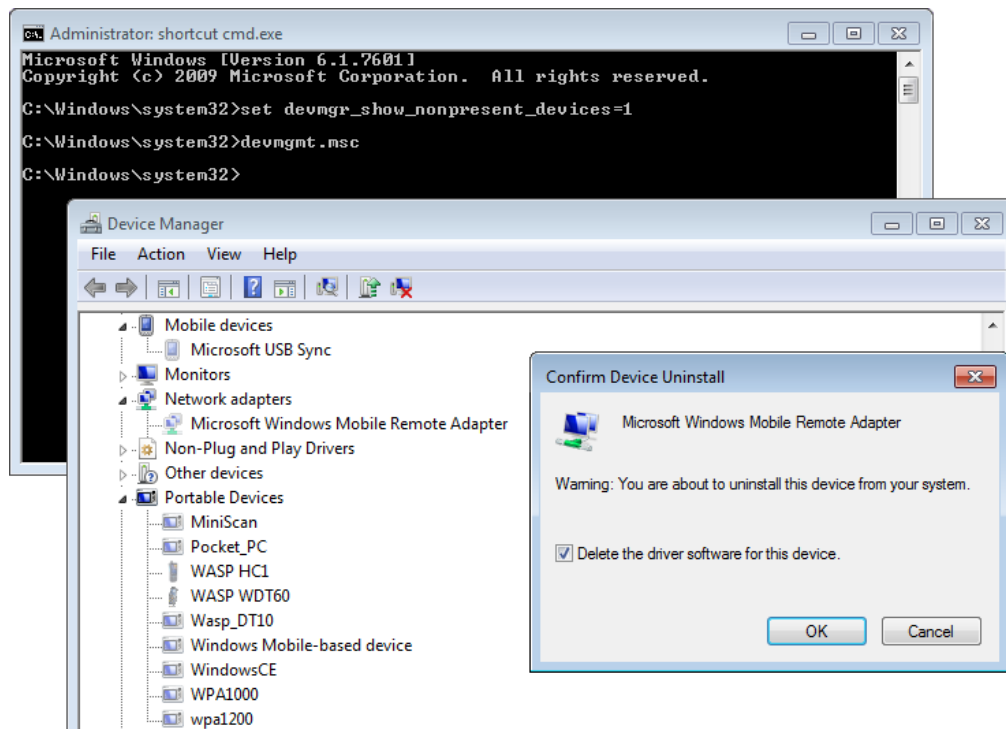 Administrator: shortcut cmd.exe
Microsoft Windows [Version 6.1.7601]
Copyright (c) 2009 Microsoft Corporation.  All rights reserved.
C:\Windows\system32>set devmgr_show_nonpresent_devices=1
C:\Windows\system32>devmgmt.msc
C:\Windows\system32>
Device Manager
File Action View Help
Mobile devices
Microsoft USB Sync
Monitors
Network adapters
Microsoft Windows Mobile Remote Adapter
Non-Plug and Play Drivers
Other devices
Portable Devices
MiniScan
Pocket_PC
WASP HC1
WASP WDT60
Wasp_DT10
Windows Mobile-based device
WindowsCE
WPA1000
wpa1200
Confirm Device Uninstall
Microsoft Windows Mobile Remote Adapter
Warning: You are about to uninstall this device from your system.
Delete the driver software for this device.
OK Cancel